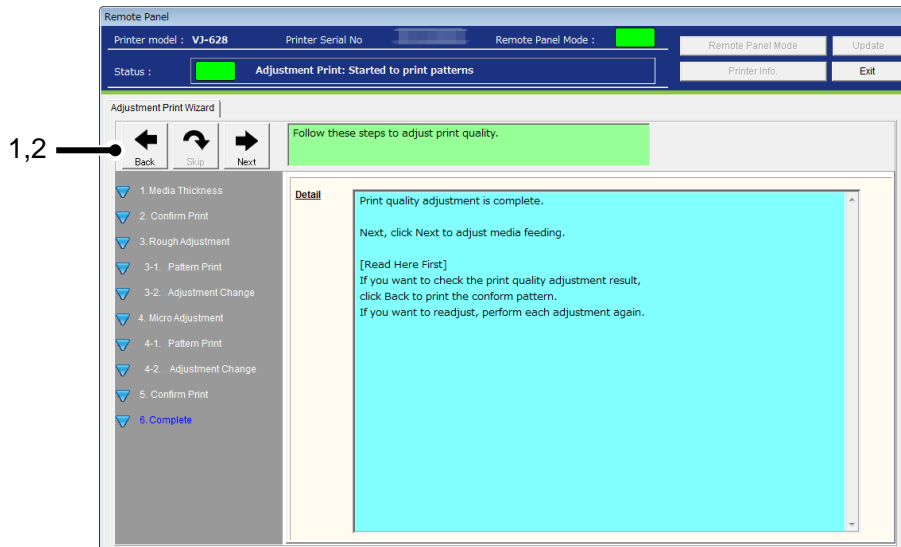 Remote Panel
Printer model : VJ-628 Printer Serial No Remote Panel Mode :
Remote Panel Mode Update
Status : Adjustment Print: Started to print patterns
Printer Info. Exit
Adjustment Print Wizard
1,2
Back Skip Next
Follow these steps to adjust print quality.
1.Media Thickness
2. Confirm Print
3. Rough Adjustment
3-1. Pattern Print
3-2. Adjustment Change
4. Micro Adjustment
4-1. Pattern Print
4-2. Adjustment Change
5. Confirm Print
6. Complete
Detail
Print quality adjustment is complete.
Next, click Next to adjust media feeding.
[Read Here First]
If you want to check the print quality adjustment result,
click Back to print the conform pattern.
If you want to readjust, perform each adjustment again.